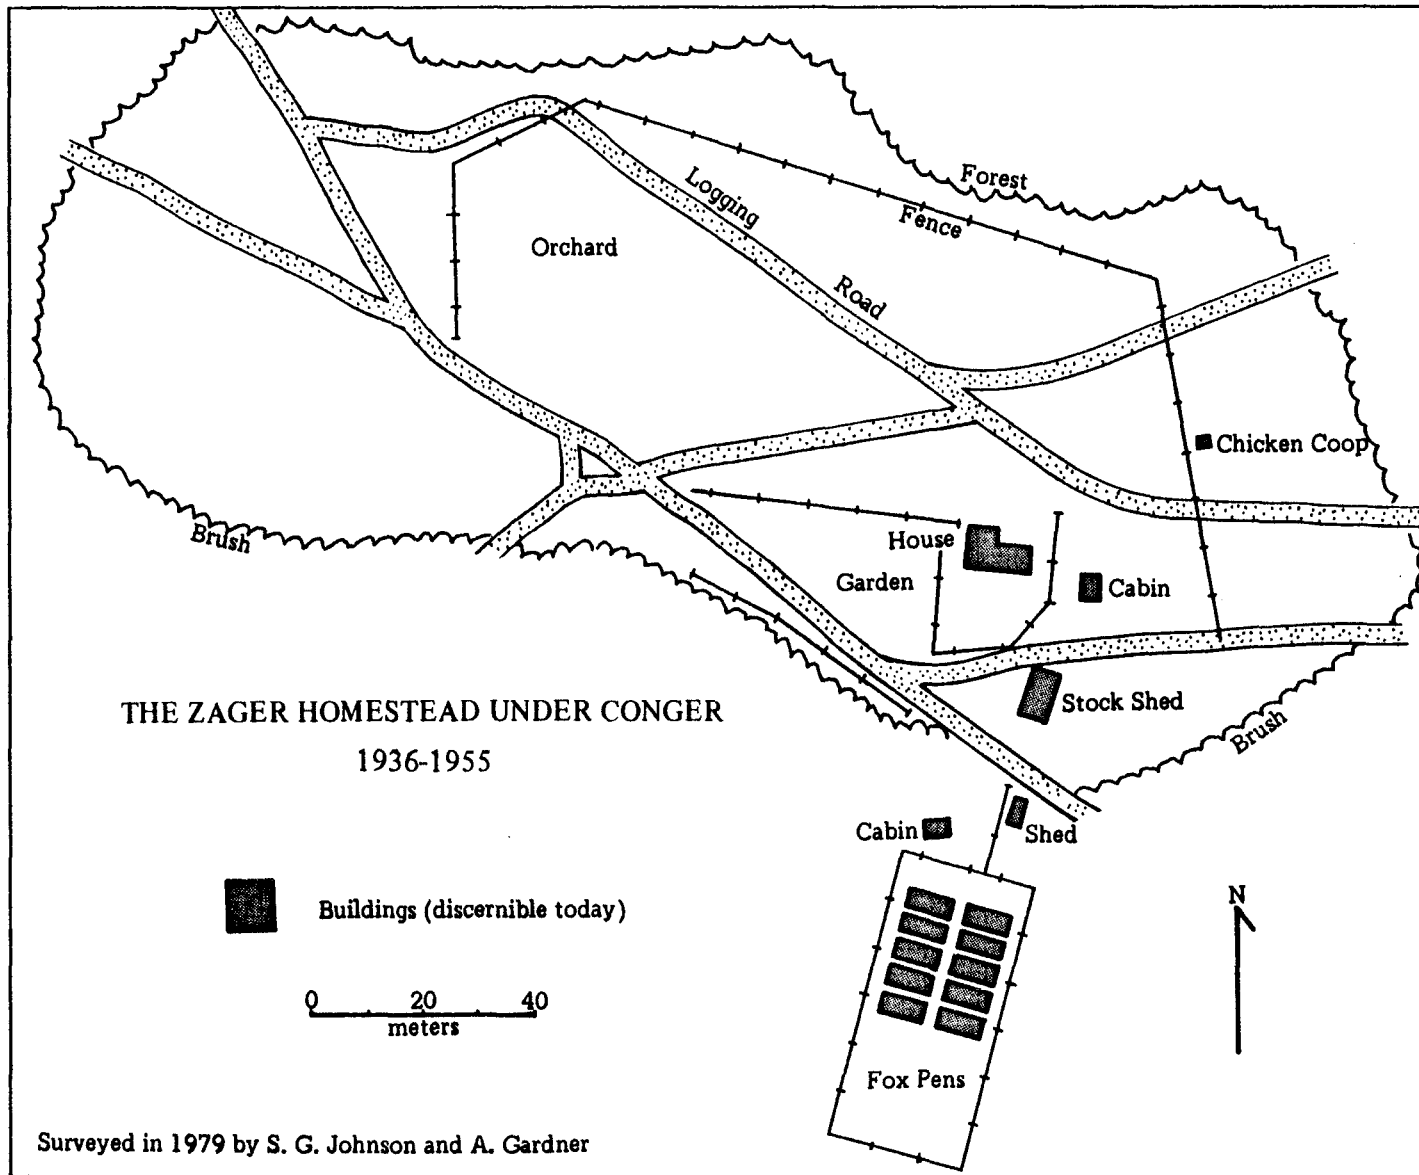 Forest
Logging
Fence
Orchard
Road
Chicken Coop
Brush
House
Garden
Cabin
THE ZAGER HOMESTEAD UNDER CONGER
1936-1955
Stock Shed
Brush
Cabin
Shed
Buildings (discernible today)
N
0 20 40
meters
Fox Pens
Surveyed in 1979 by S. G. Johnson and A. Gardner